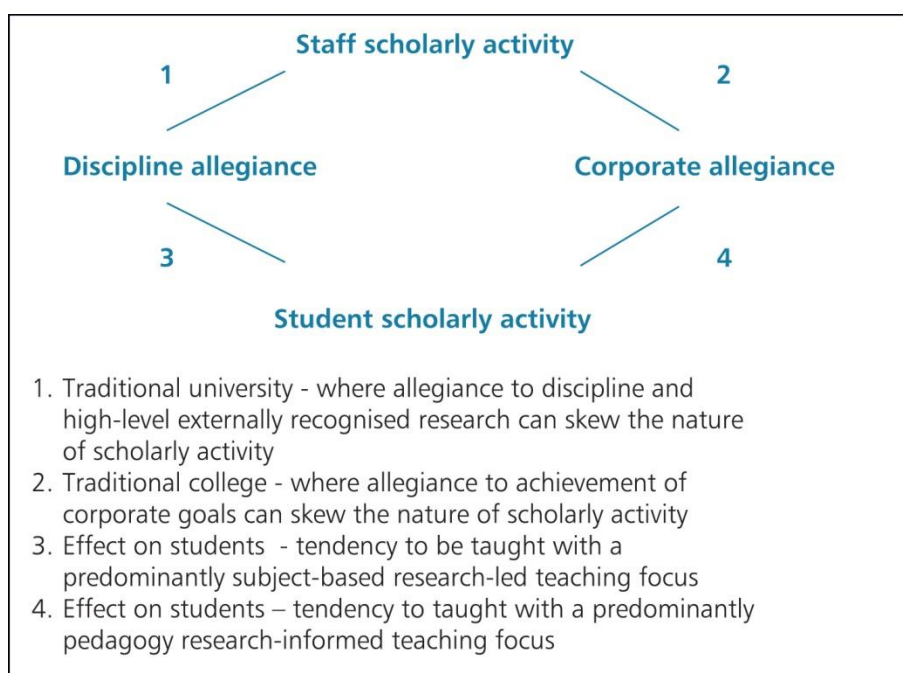 Staff scholarly activity
1 2
Discipline allegiance Corporate allegiance
3 4
Student scholarly activity
1. Traditional university - where allegiance to discipline and
high-level externally recognised research can skew the nature
of scholarly activity
2. Traditional college - where allegiance to achievement of
corporate goals can skew the nature of scholarly activity
3. Effect on students - tendency to be taught with a
predominantly subject-based research-led teaching focus
4. Effect on students – tendency to taught with a predominantly
pedagogy research-informed teaching focus